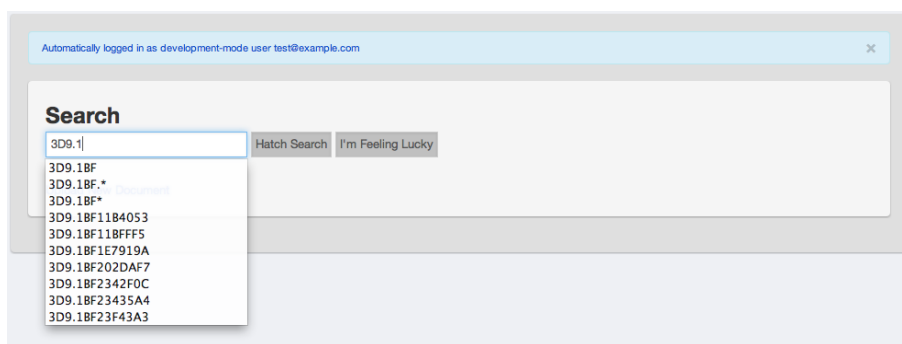 Automatically logged in as development-mode user test@example.com ×
Search
3D9.1 Hatch Search I'm Feeling Lucky
3D9.1BF
3D9.1BF.*
Document
3D9.1BF*
3D9.1BF11B4053
3D9.1BF11BFFF5
3D9.1BF1E7919A
3D9.1BF202DAF7
3D9.1BF2342F0C
3D9.1BF23435A4
3D9.1BF23F43A3